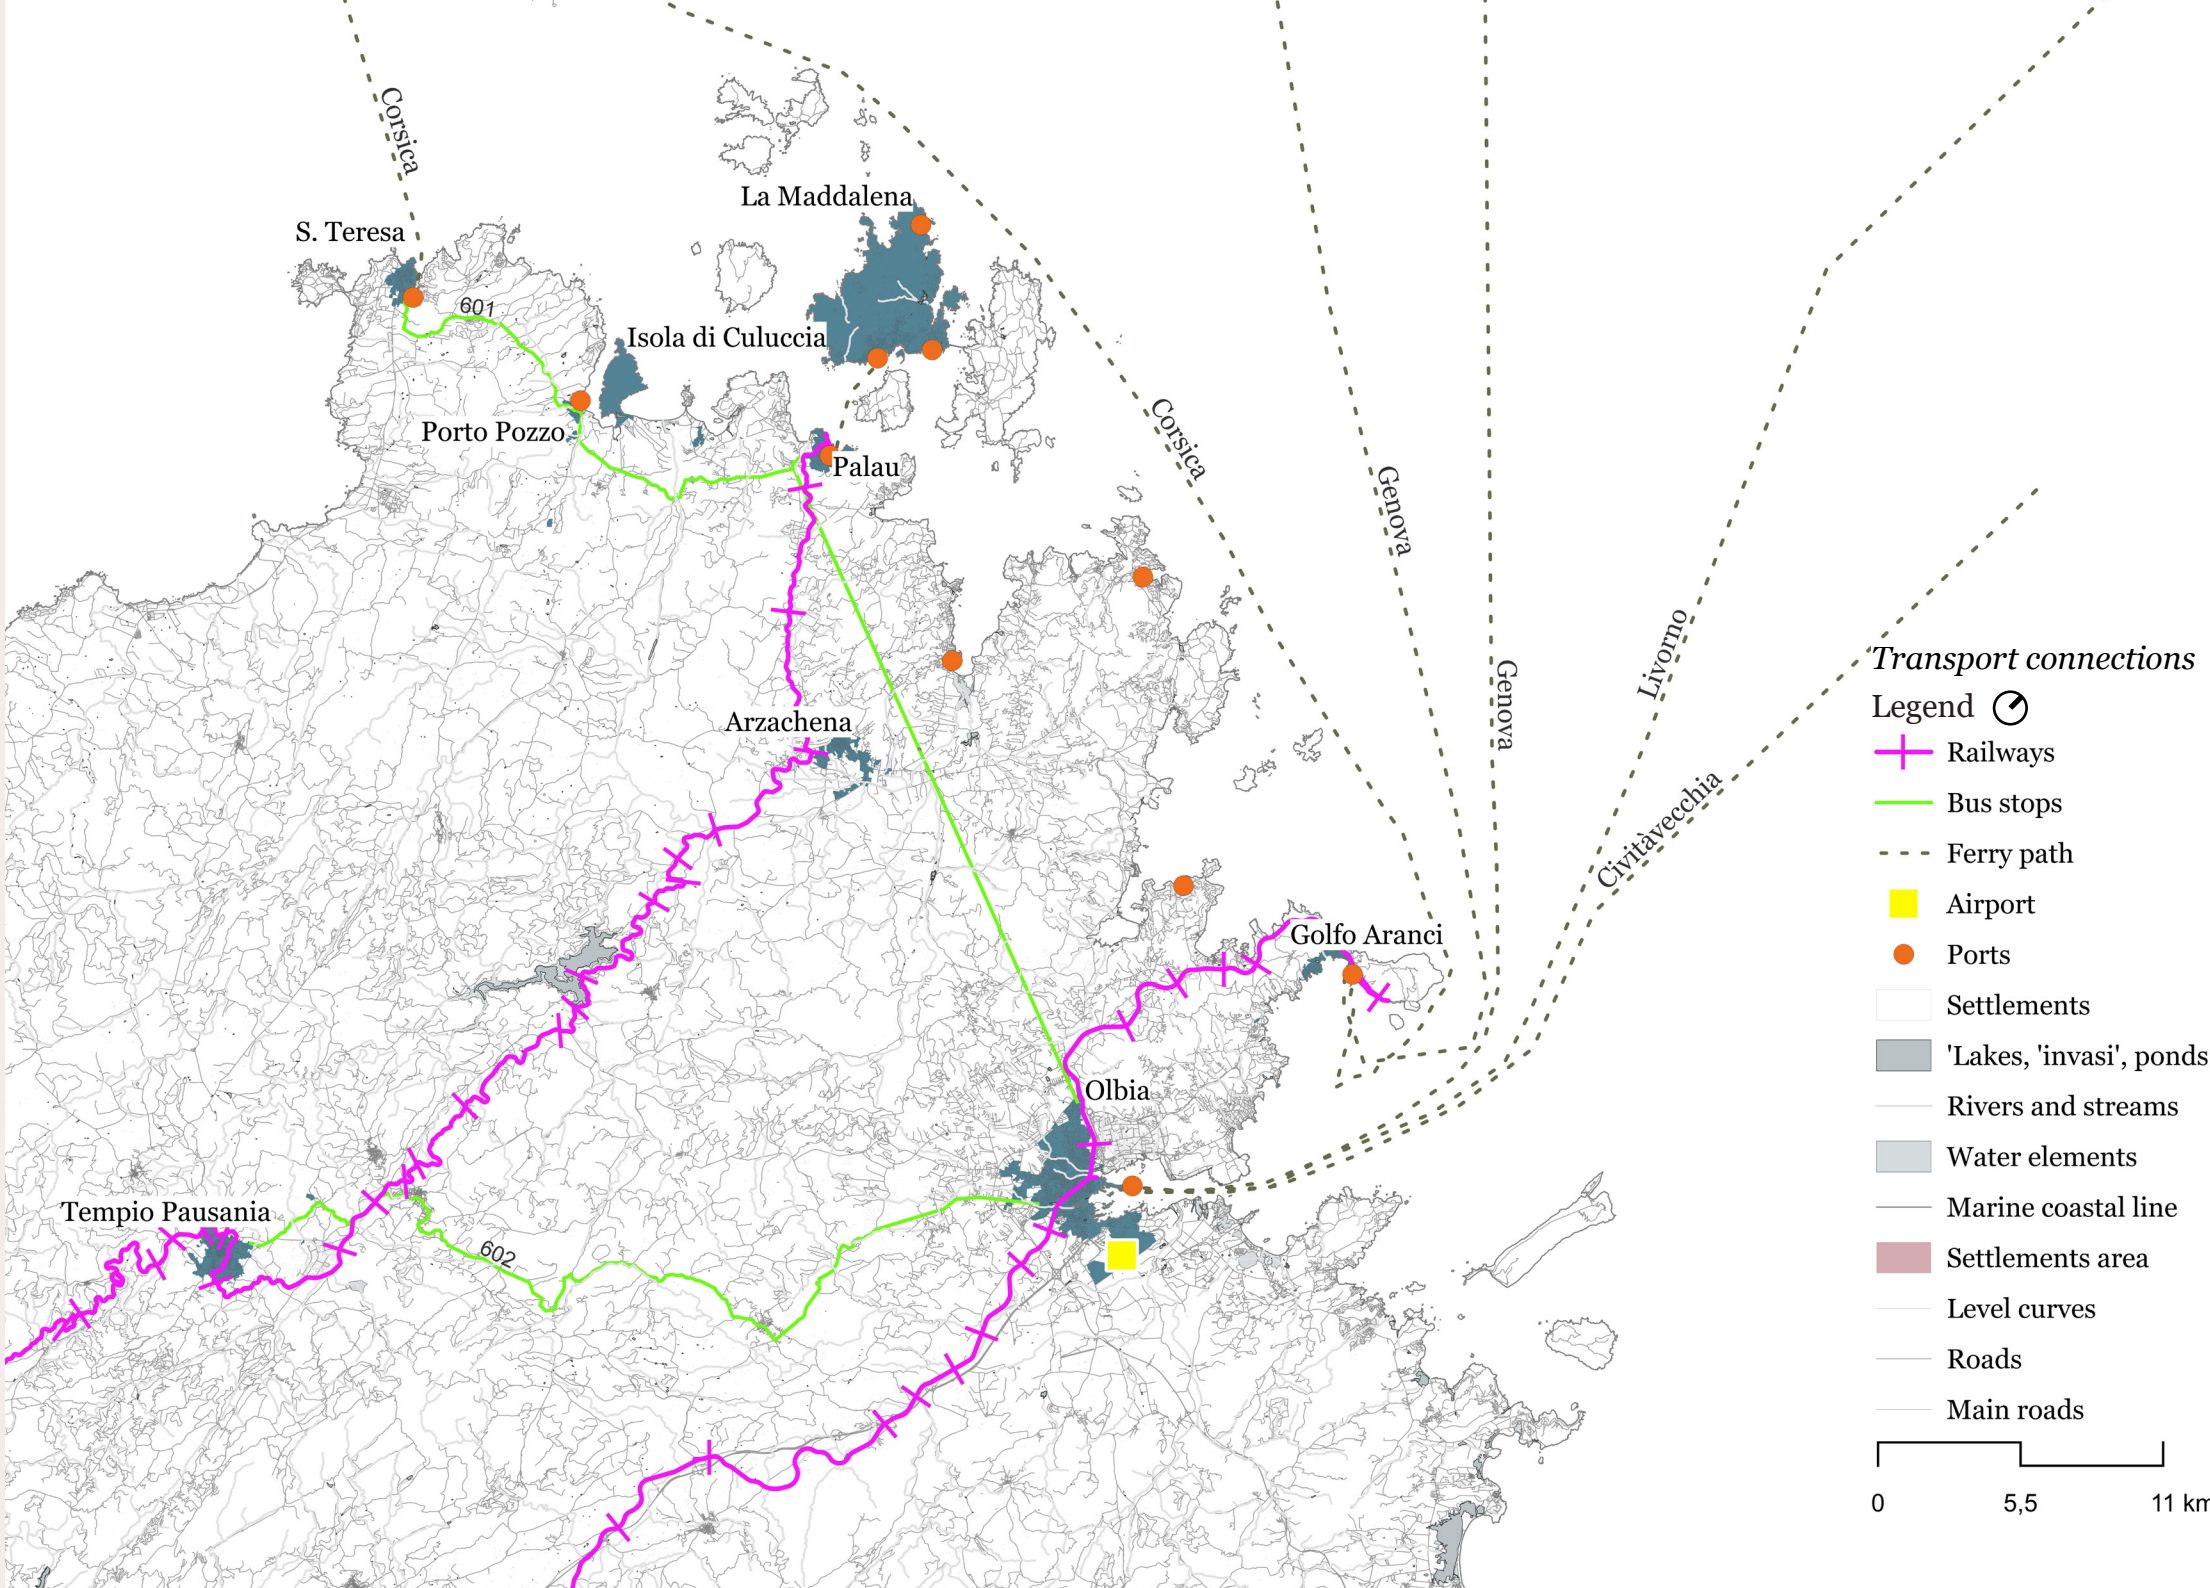 Corsica
La Maddalena
S. Teresa
601
Isola di Culuccia
Porto Pozzo
Palau
Corsica
Genova
Genova
Livorno
Civitàvecchia
Arzachena
Golfo Aranci
Olbia
Tempio Pausania
602
Transport connections
Legend
Railways
Bus stops
Ferry path
Airport
Ports
Settlements
'Lakes, 'invasi', ponds
Rivers and streams
Water elements
Marine coastal line
Settlements area
Level curves
Roads
Main roads
0 5,5 11 km